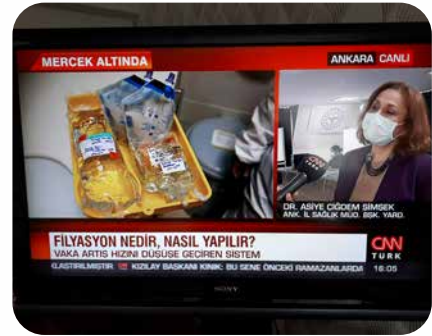 MERCEK ALTINDA
ANKARA CANLI
DR. ASİYE ÇİĞDEM ŞİMŞEK
ANK. İL SAĞLIK MÜD. BŞK. YARD.
FİLYASYON NEDİR, NASIL YAPILIR?
VAKA ARTIŞ HIZINI DÜŞÜŞE GEÇİREN SİSTEM
CNN
TURK
KLAŞTIRILMIŞTIR KIZILAY BAŞKANI KINIK: BU SENE ÖNCEKİ RAMAZANLARDA 16:05
SONY